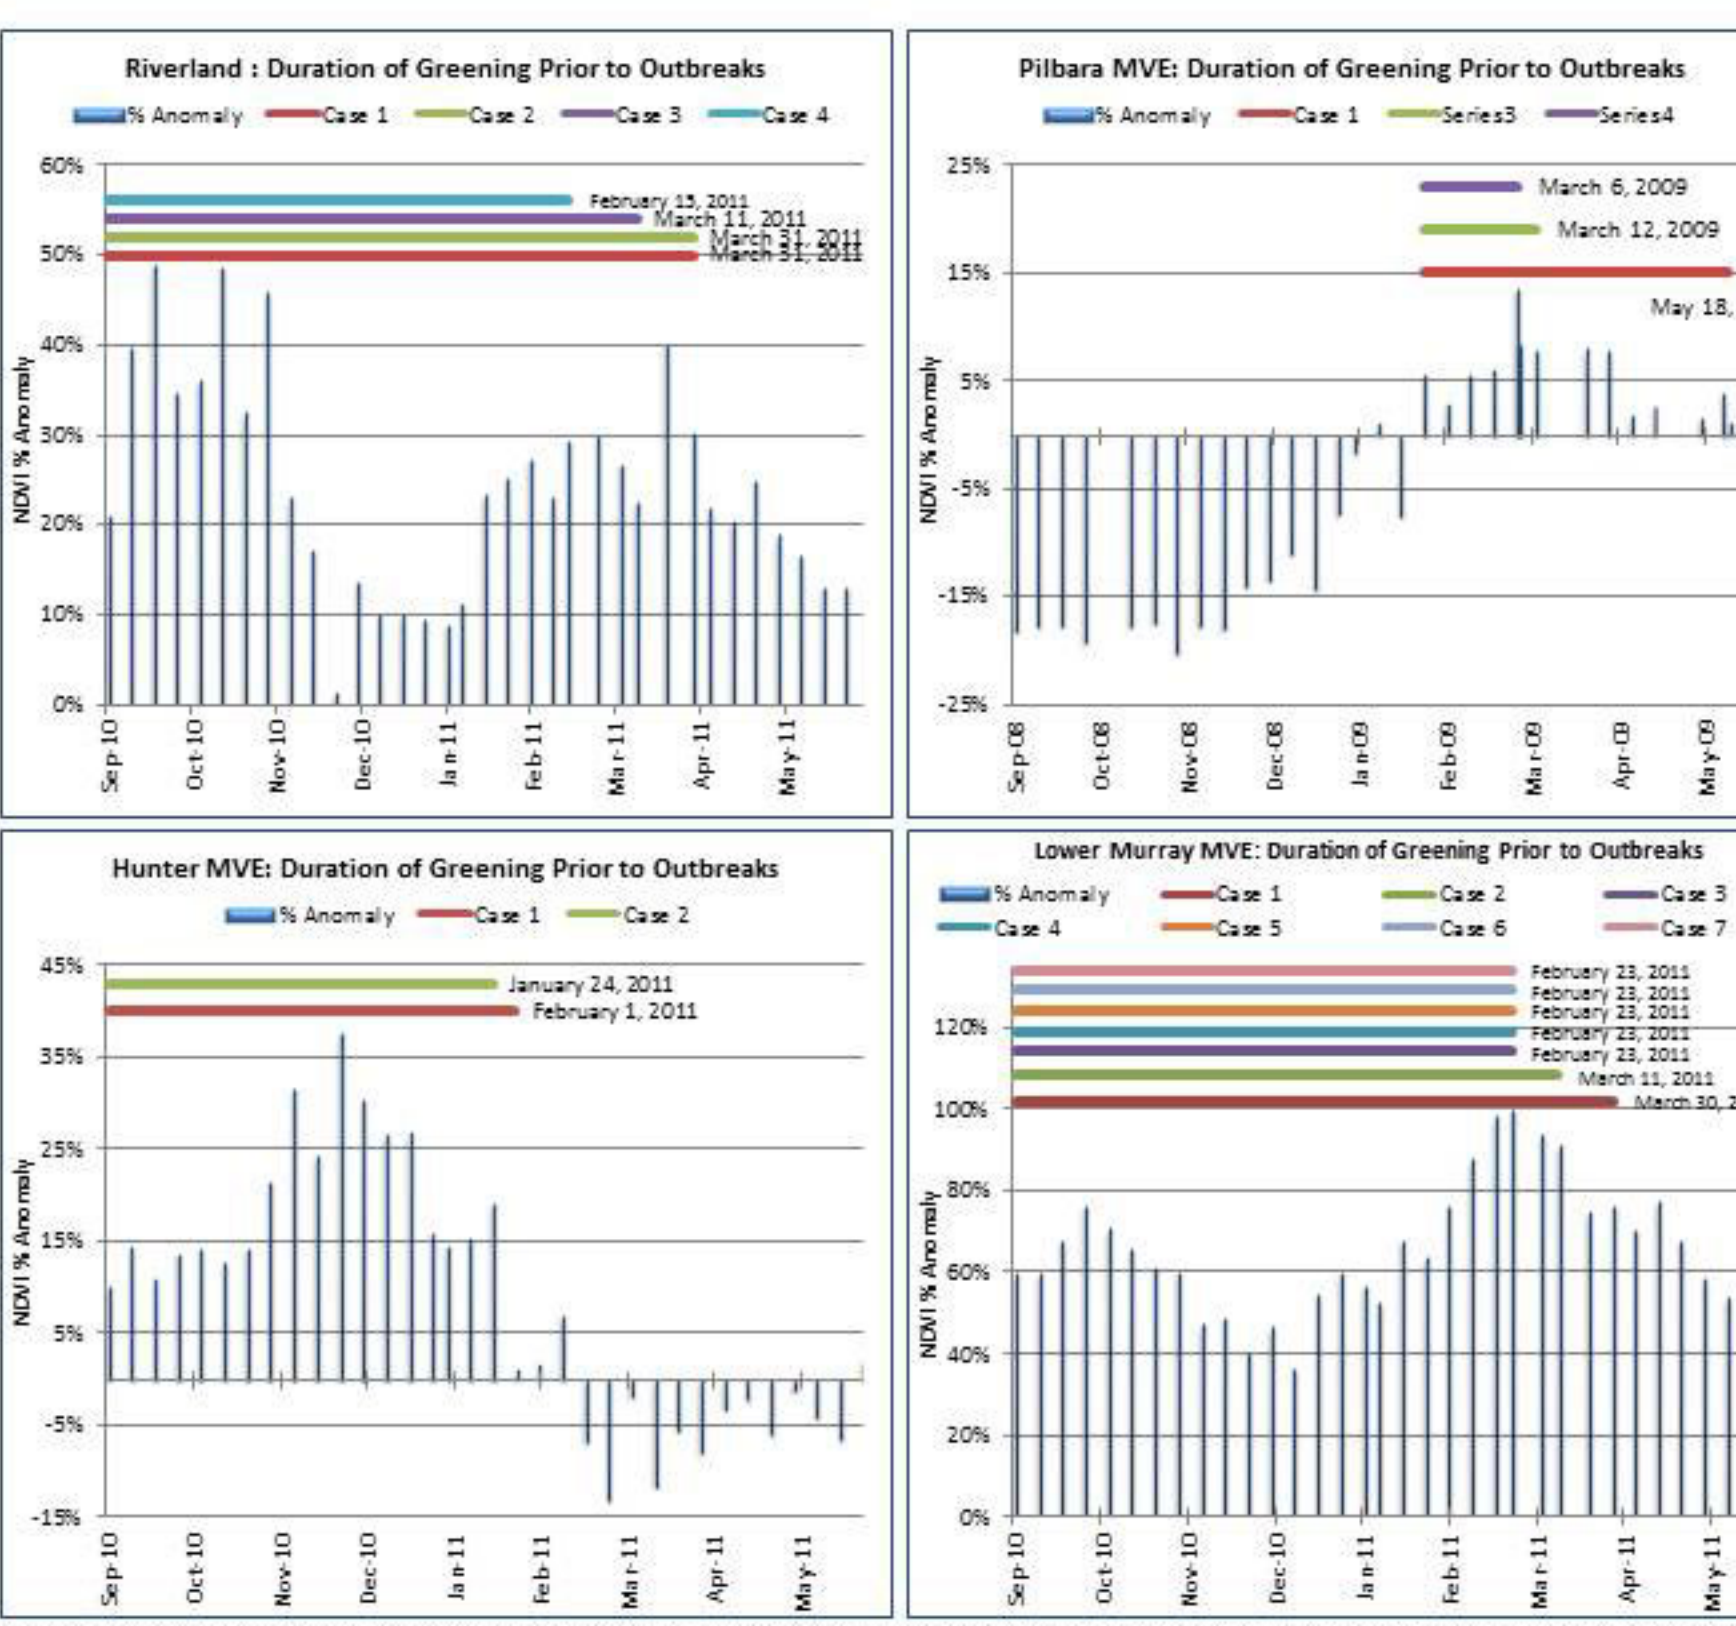 Riverland : Duration of Greening Prior to Outbreaks
% Anomaly Case 1 Case 2 Case 3 Case 4
60%
50%
40%
30%
20%
10%
0%
NDVI % Anomaly
February 13, 2011
March 11, 2011
March 31, 2011
March 31, 2011
Sep-10 Oct-10 Nov-10 Dec-10 Jan-11 Feb-11 Mar-11 Apr-11 May-11
Pilbara MVE: Duration of Greening Prior to Outbreaks
% Anomaly Case 1 Series3 Series4
25%
15%
5%
-5%
-15%
-25%
NDVI % Anomaly
March 6, 2009
March 12, 2009
May 18,
Sep-08 Oct-08 Nov-08 Dec-08 Jan-09 Feb-09 Mar-09 Apr-09 May-09
Hunter MVE: Duration of Greening Prior to Outbreaks
% Anomaly Case 1 Case 2
45%
35%
25%
15%
5%
-5%
-15%
NDVI % Anomaly
January 24, 2011
February 1, 2011
Sep-10 Oct-10 Nov-10 Dec-10 Jan-11 Feb-11 Mar-11 Apr-11 May-11
Lower Murray MVE: Duration of Greening Prior to Outbreaks
% Anomaly Case 1 Case 2 Case 3
Case 4 Case 5 Case 6 Case 7
120%
100%
80%
60%
40%
20%
0%
NDVI % Anomaly
February 23, 2011
February 23, 2011
February 23, 2011
February 23, 2011
February 23, 2011
March 11, 2011
March 30, 2
Sep-10 Oct-10 Nov-10 Dec-10 Jan-11 Feb-11 Mar-11 Apr-11 May-11